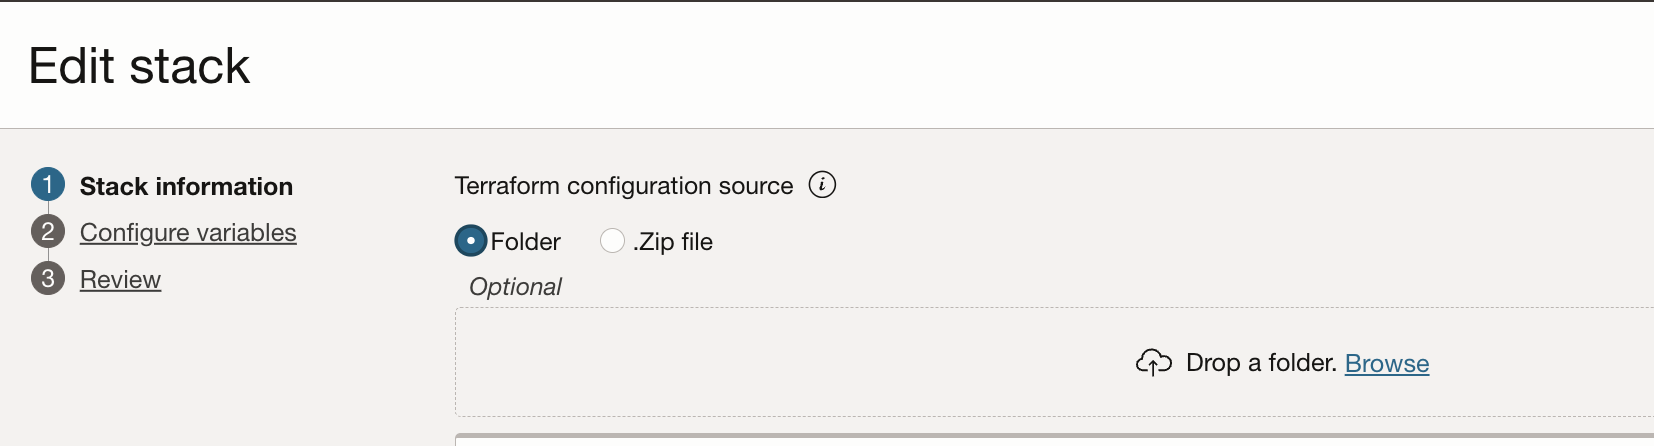 Edit stack
1 Stack information
2 Configure variables
3 Review
Terraform configuration source i
Folder .Zip file
Optional
Drop a folder. Browse